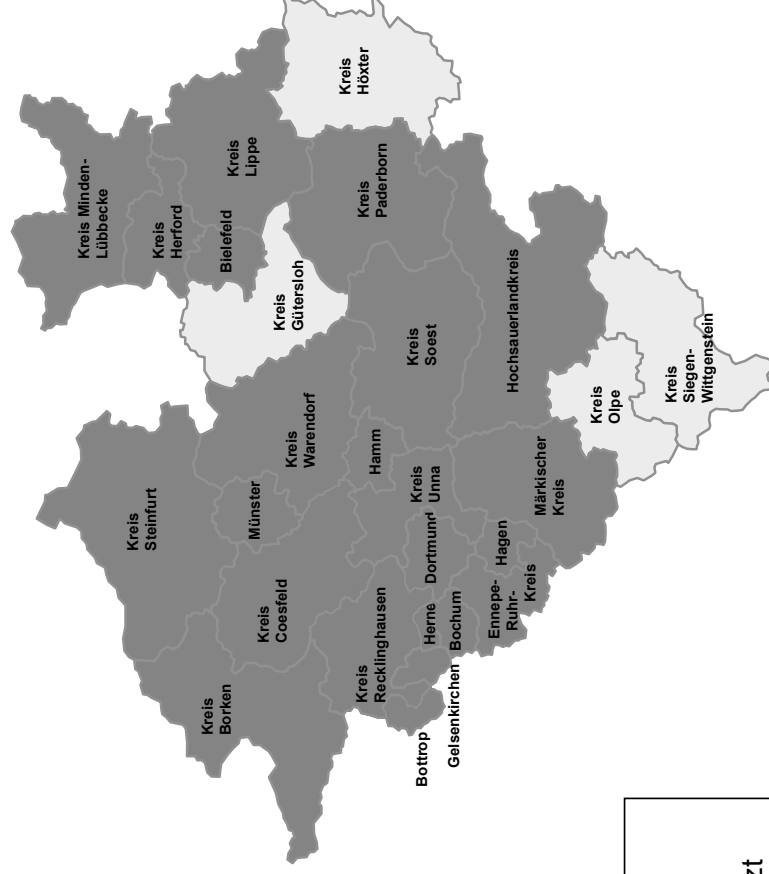 Kreis Minden-
Lübbecke
Kreis
Herford
Bielefeld
Kreis
Lippe
Kreis
Höxter
Kreis
Paderborn
Kreis
Gütersloh
Kreis
Soest
Hochsauerlandkreis
Kreis
Siegen-
Wittgenstein
Kreis
Olpe
Märkischer
Kreis
Kreis
Steinfurt
Münster
Kreis
Warendorf
Hamm
Kreis
Unna
Dortmund
Hagen
Ennepe-
Ruhr-
Kreis
Bochum
Herne
Kreis
Coesfeld
Kreis
Recklinghausen
Kreis
Borken
Bottrop
Gelsenkirchen
zt